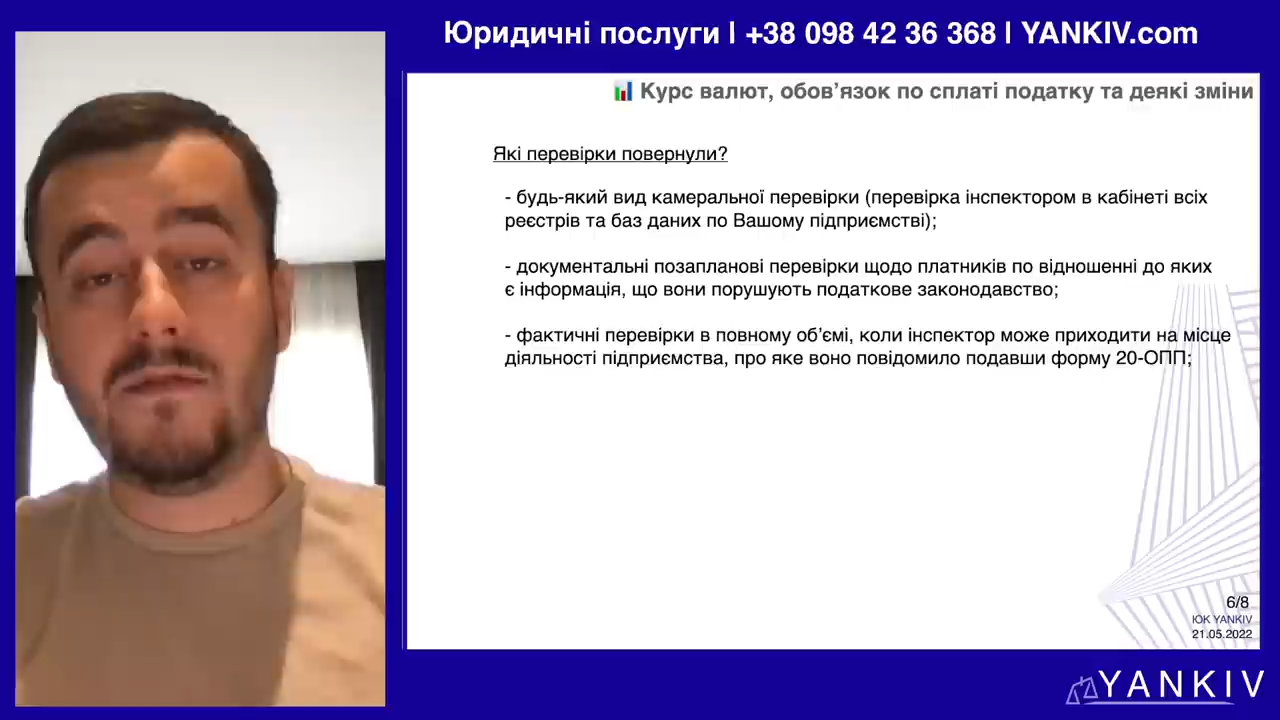 Юридичні послуги | +38 098 42 36 368 | YANKIV.com
Курс валют, обов’язок по сплаті податку та деякі зміни
Які перевірки повернули?
- будь-який вид камеральної перевірки (перевірка інспектором в кабінеті всіх
реєстрів та баз даних по Вашому підприємстві);
- документальні позапланові перевірки щодо платників по відношенні до яких
є інформація, що вони порушують податкове законодавство;
- фактичні перевірки в повному об’ємі, коли інспектор може приходити на місце
діяльності підприємства, про яке воно повідомило подавши форму 20-ОПП;
6/8
ЮК YANKIV
21.05.2022
YANKIV